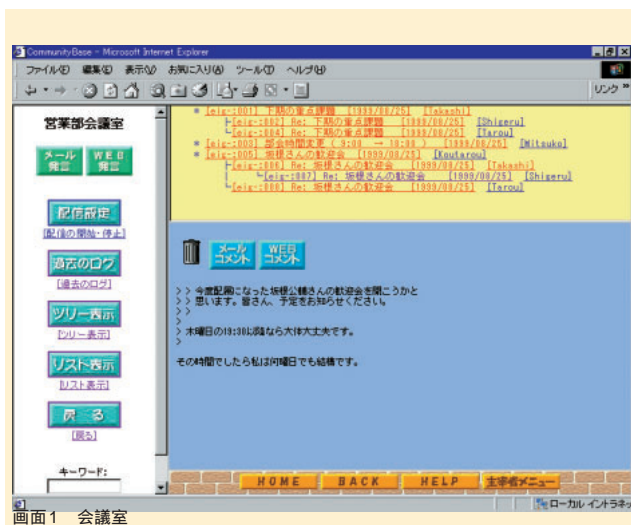 CommunityBase - Microsoft Internet Explorer
ファイル(F) 編集(E) 表示(V) お気に入り(A) ツール(T) ヘルプ(H)
リンク »
営業部会議室
メール発言 WEB発言
配信設定
[配信の開始・停止]
過去のログ
[過去のログ]
ツリー表示
[ツリー表示]
リスト表示
[リスト表示]
戻る
[戻る]
キーワード:
[eig-:001] 下期の重点課題 [1999/08/25] [Takashi]
[eig-:002] Re: 下期の重点課題 [1999/08/25] [Shigeru]
[eig-:004] Re: 下期の重点課題 [1999/08/25] [Tarou]
[eig-:003] 部会時間変更 ( 9:00 → 10:00 ) [1999/08/25] [Mitsuko]
[eig-:005] 坂根さんの歓迎会 [1999/08/25] [Koutarou]
[eig-:006] Re: 坂根さんの歓迎会 [1999/08/25] [Takashi]
[eig-:007] Re: 坂根さんの歓迎会 [1999/08/25] [Shigeru]
[eig-:008] Re: 坂根さんの歓迎会 [1999/08/25] [Tarou]
メールコメント WEBコメント
>> 今度配属になった坂根公輔さんの歓迎会を開こうかと
>> 思います。皆さん、予定をお知らせください。
>>
>
> 木曜日の19:30以降なら大体大丈夫です。
>
その時間でしたら私は何曜日でも結構です。
HOME BACK HELP 主宰者メニュー
ローカル イントラネッ
画面1 会議室